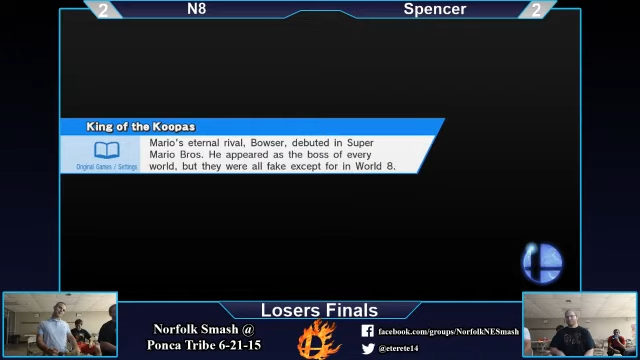 2 N8 Spencer 2
King of the Koopas
Original Games / Settings
Mario's eternal rival, Bowser, debuted in Super
Mario Bros. He appeared as the boss of every
world, but they were all fake except for in World 8.
Losers Finals
Norfolk Smash @
Ponca Tribe 6-21-15
facebook.com/groups/NorfolkNESmash
@eterete14